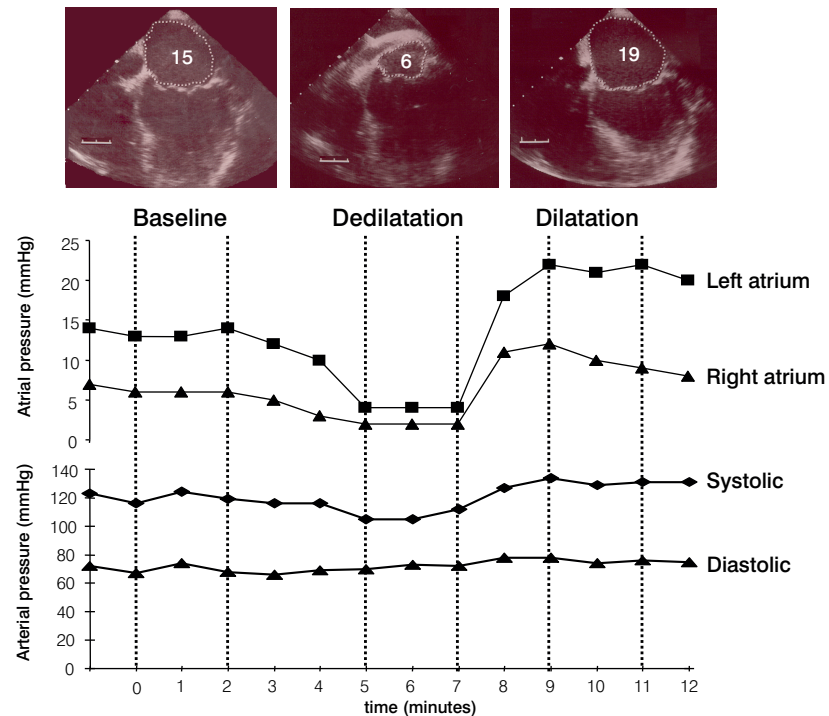 15 6 19
Baseline Dedilatation Dilatation
Atrial pressure (mmHg)
25
20
15
10
5
0
Left atrium
Right atrium
Arterial pressure (mmHg)
140
120
100
80
60
40
20
0
Systolic
Diastolic
0 1 2 3 4 5 6 7 8 9 10 11 12
time (minutes)